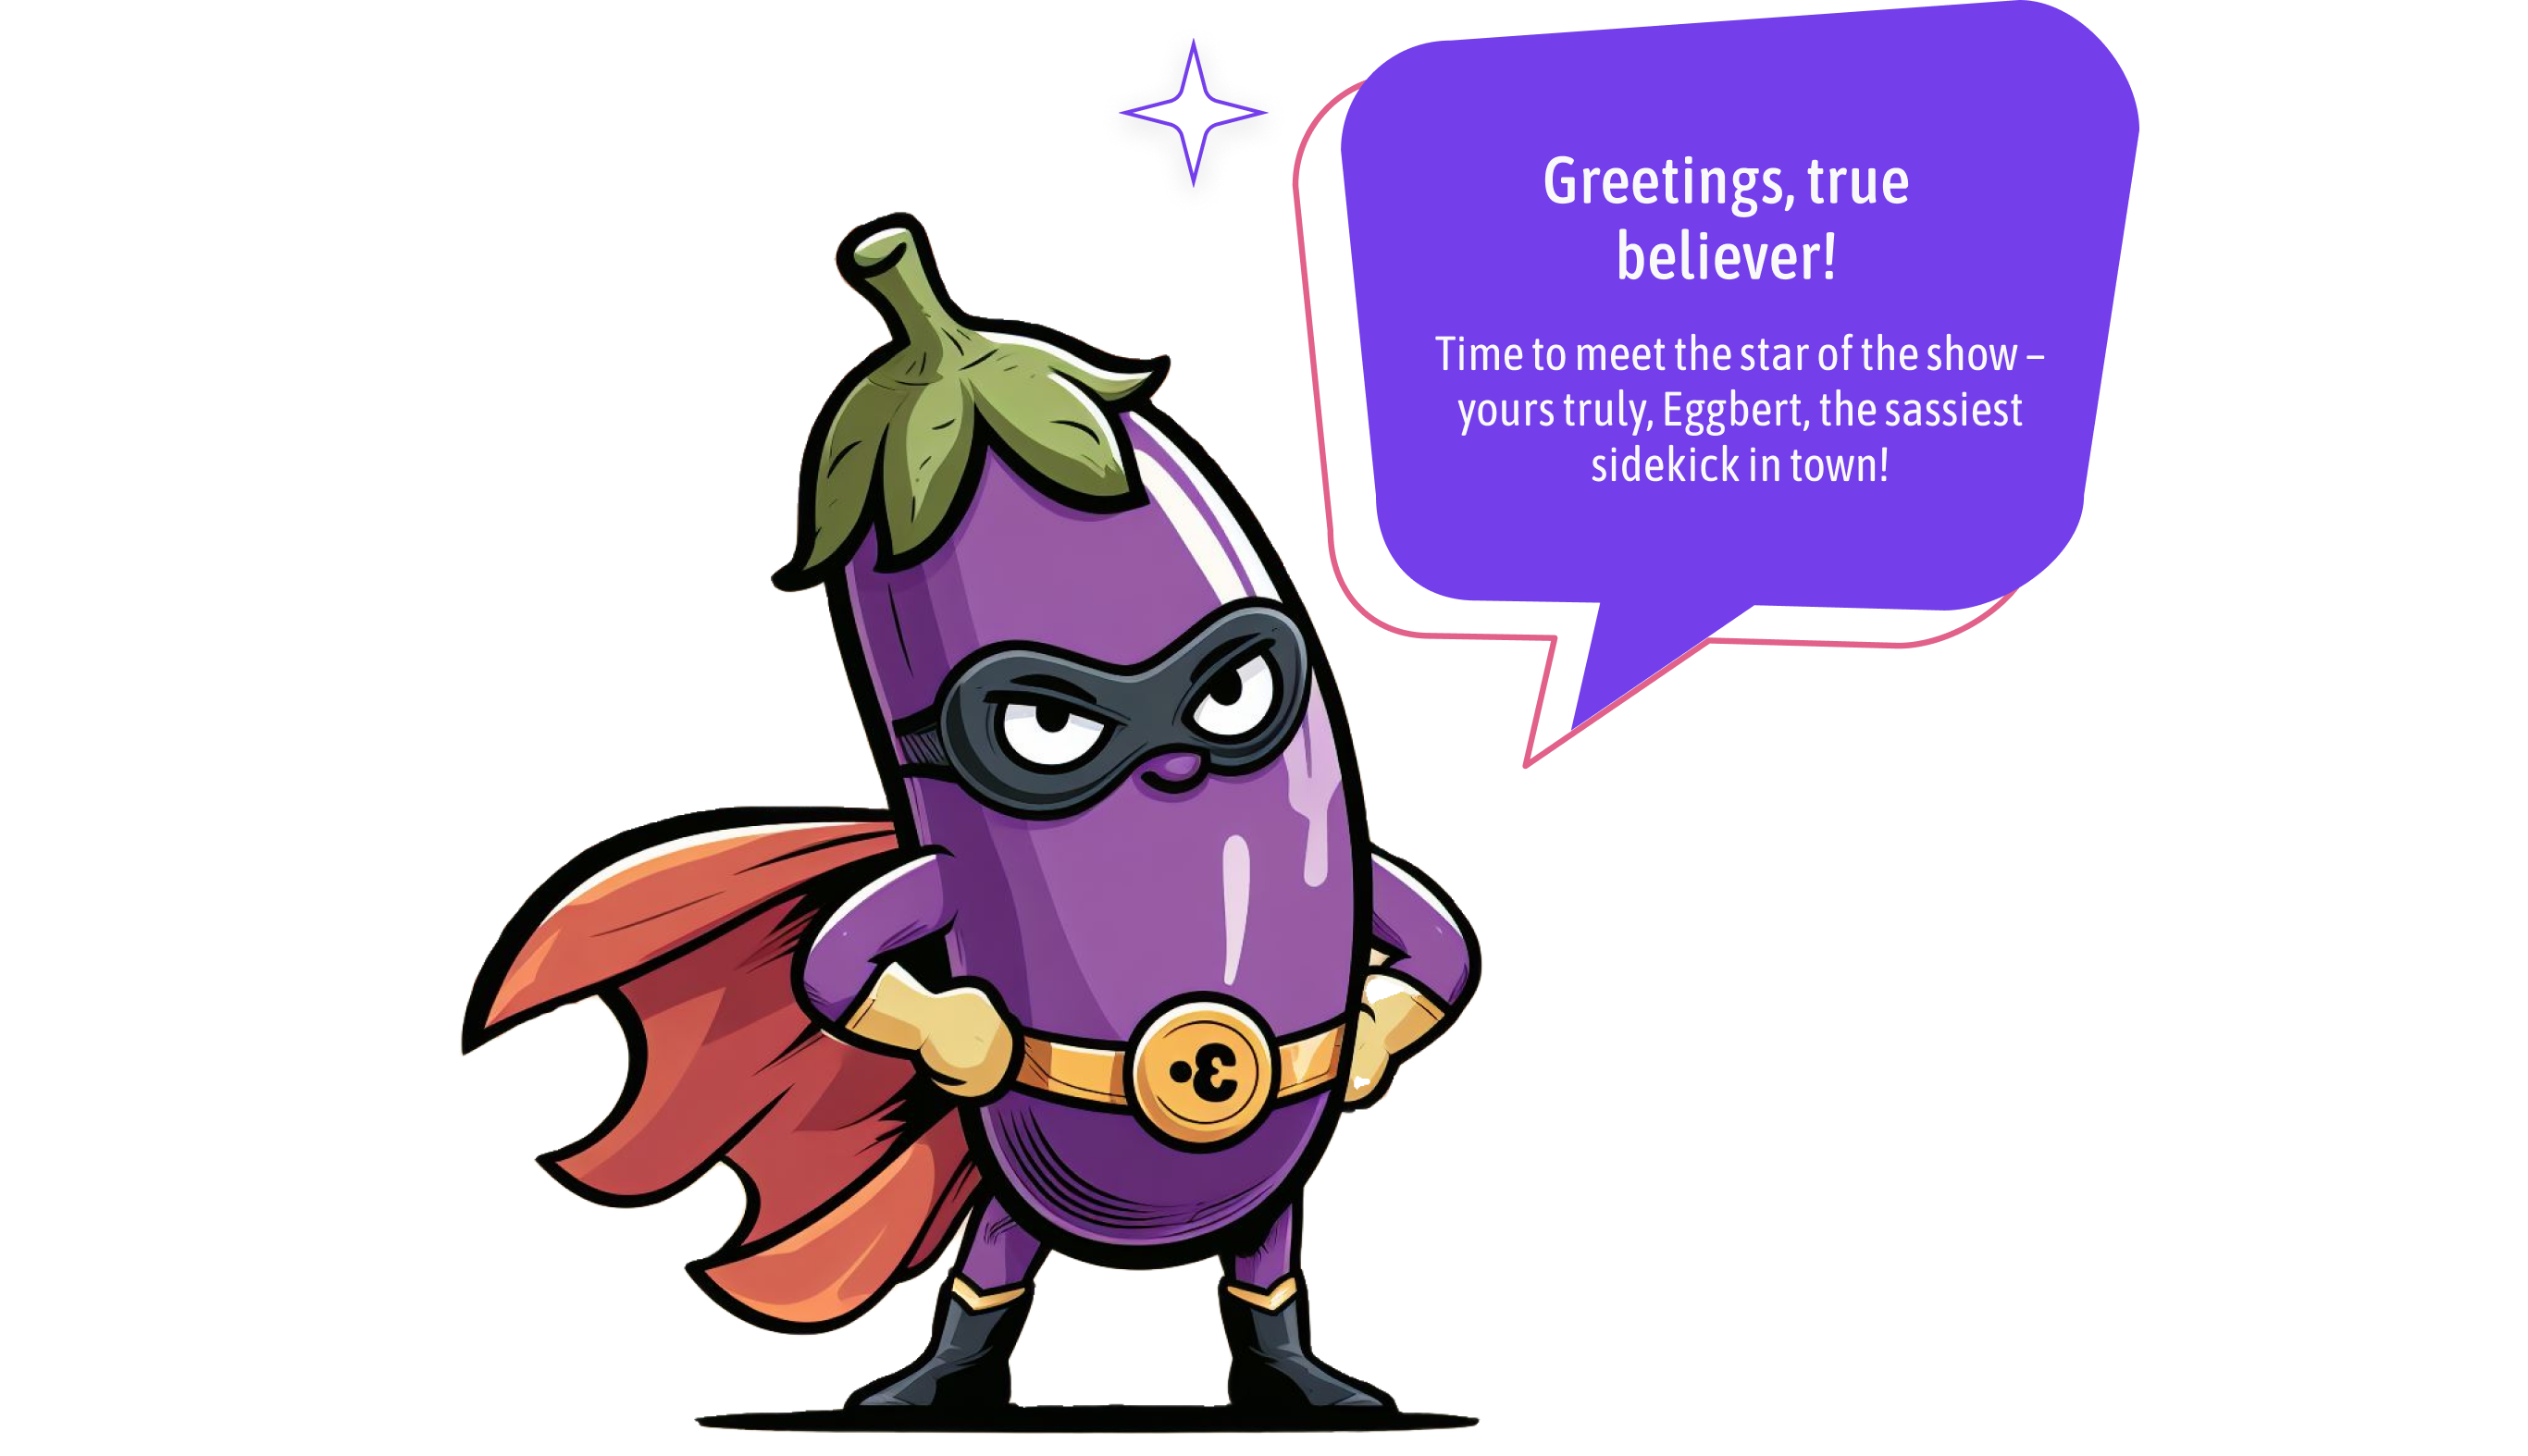 Greetings, true
believer!
Time to meet the star of the show –
yours truly, Eggbert, the sassiest
sidekick in town!